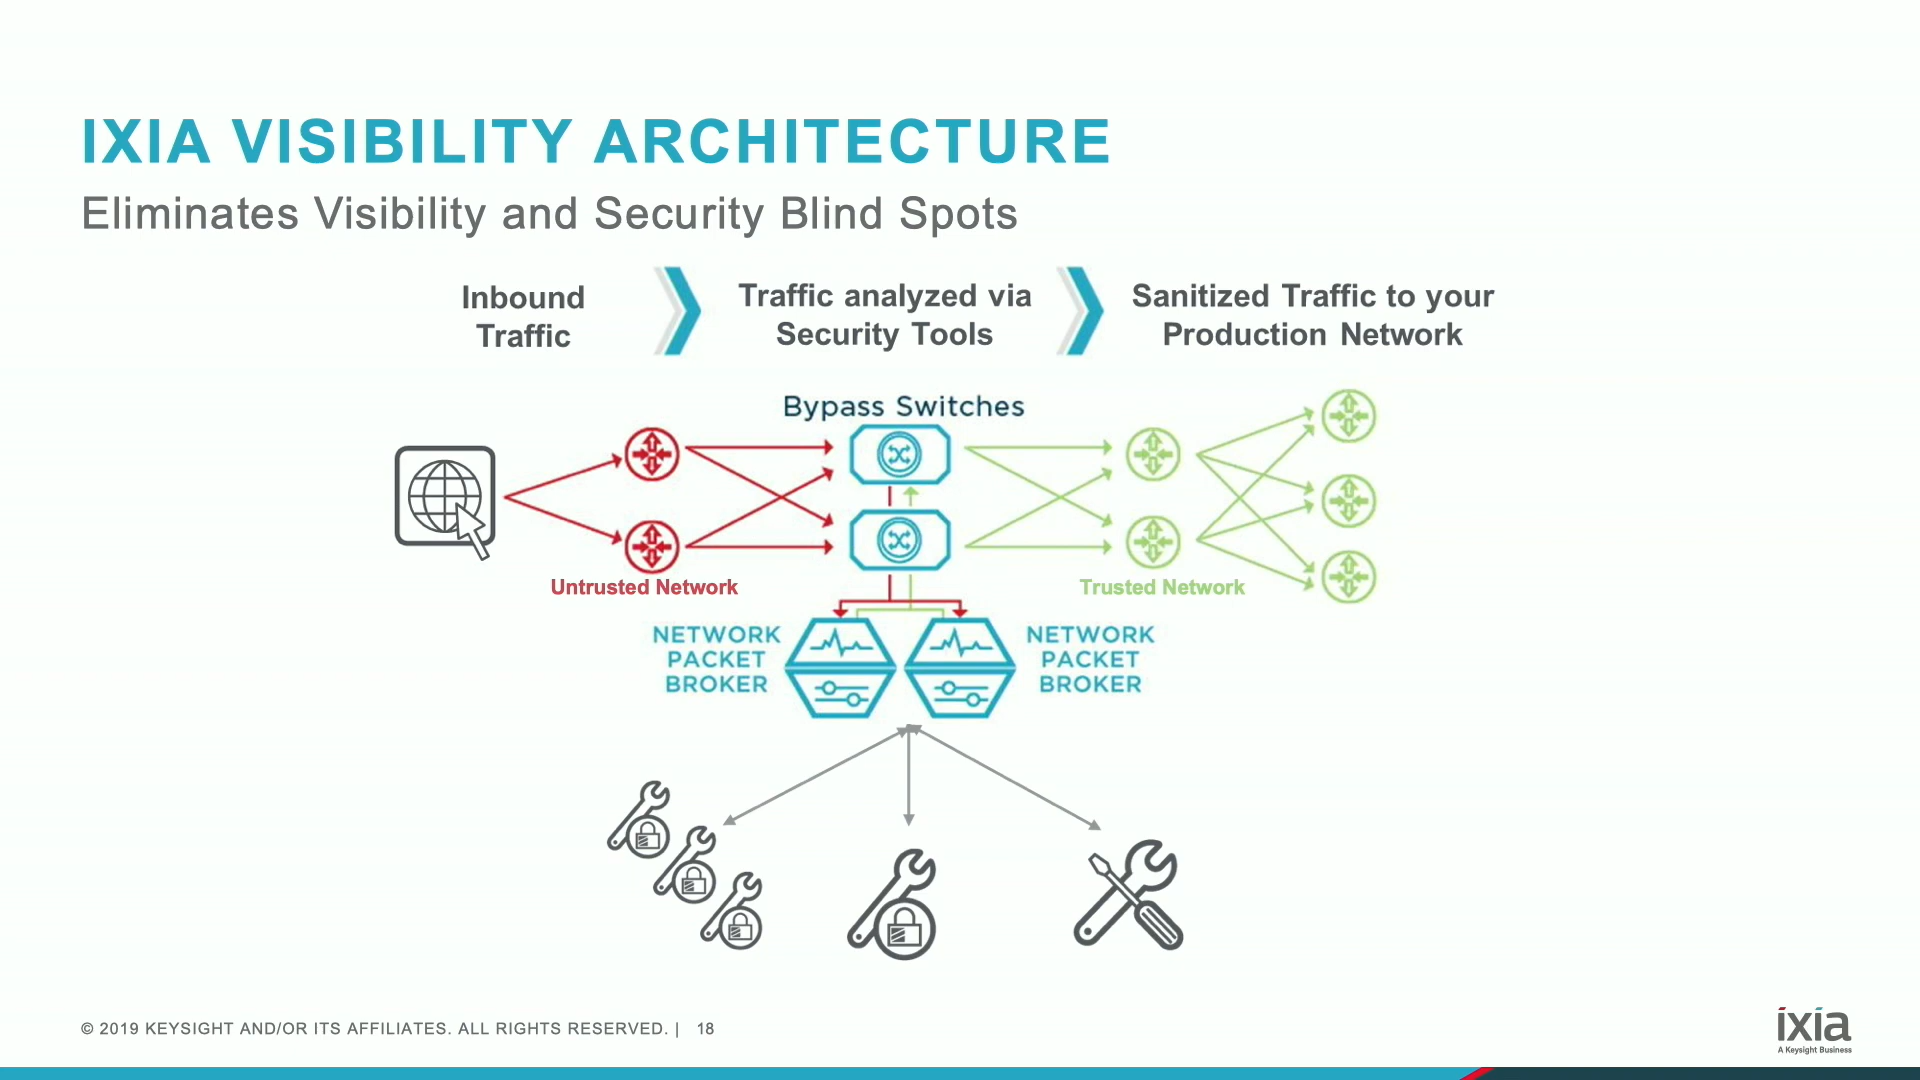 IXIA VISIBILITY ARCHITECTURE
Eliminates Visibility and Security Blind Spots
Inbound
Traffic
Traffic analyzed via
Security Tools
Sanitized Traffic to your
Production Network
Bypass Switches
Untrusted Network
Trusted Network
NETWORK
PACKET
BROKER
NETWORK
PACKET
BROKER
© 2019 KEYSIGHT AND/OR ITS AFFILIATES. ALL RIGHTS RESERVED. | 18
ixia
A Keysight Business